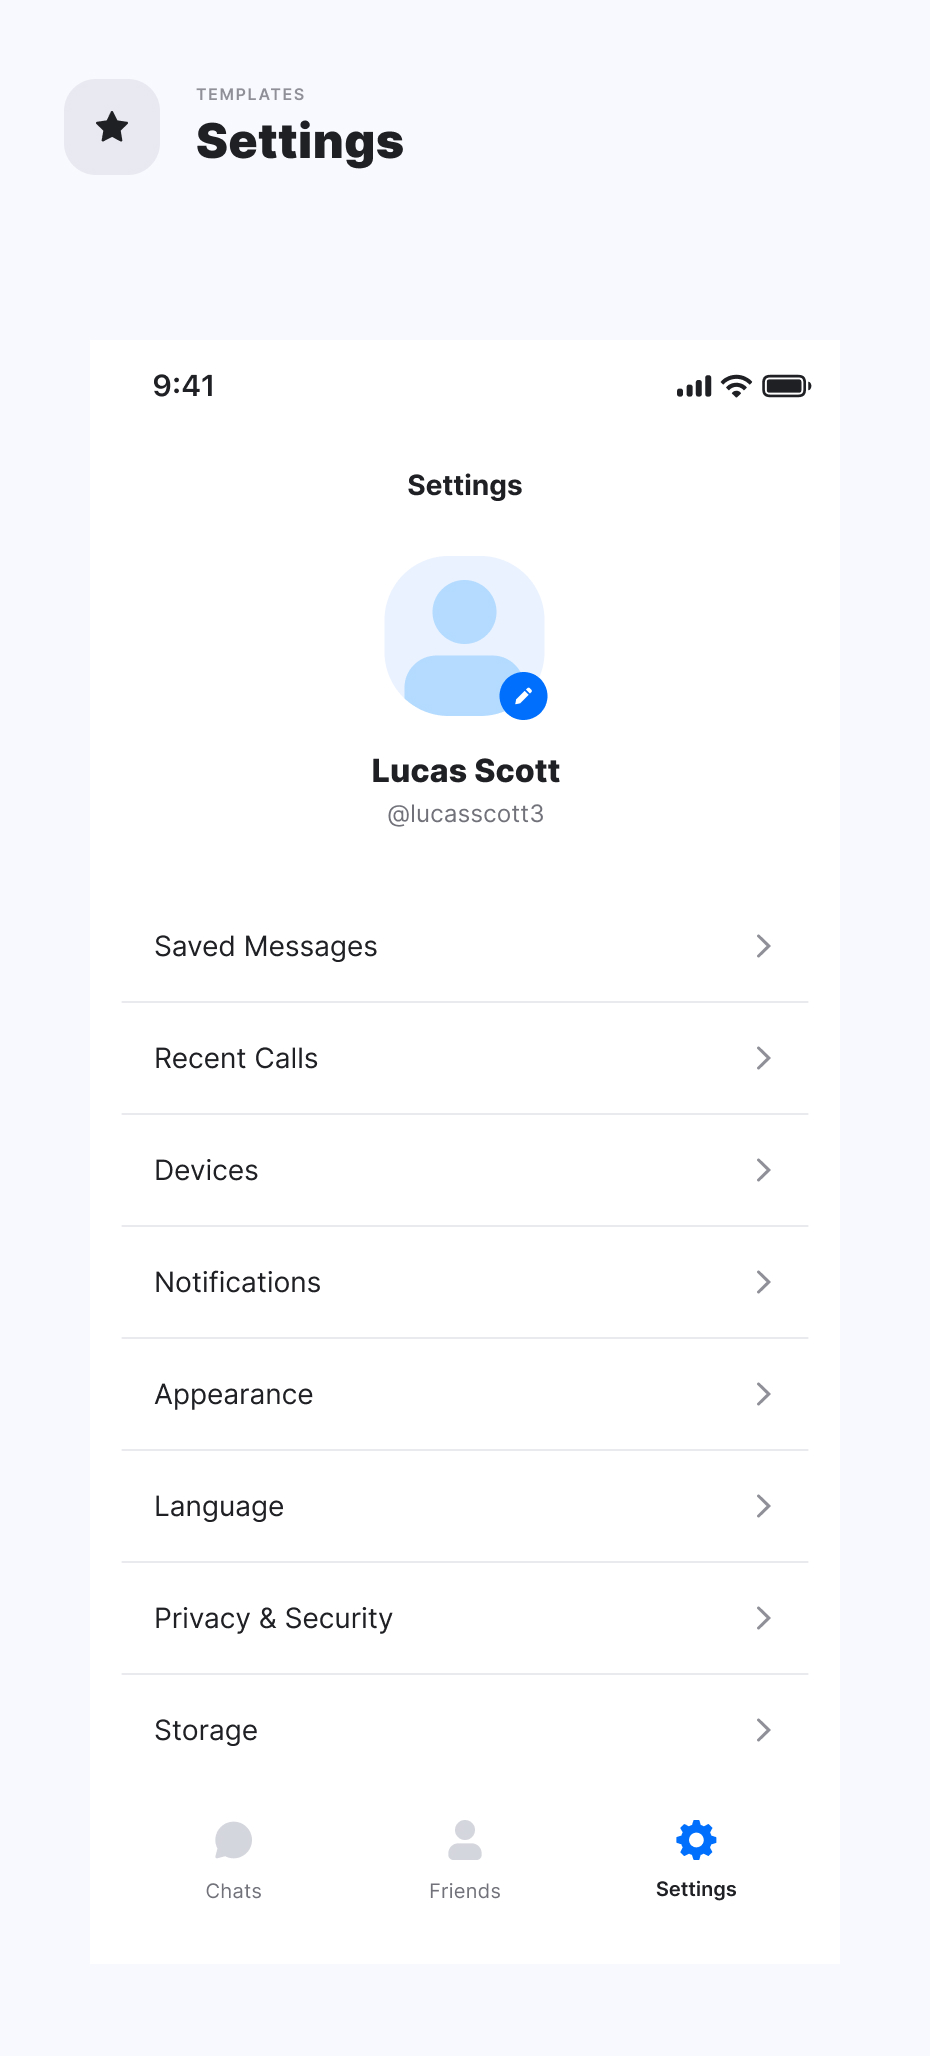 TEMPLATES
Settings
9:41
Settings
Lucas Scott
@lucasscott3
Saved Messages
Recent Calls
Devices
Notifications
Appearance
Language
Privacy & Security
Storage
Chats
Friends
Settings